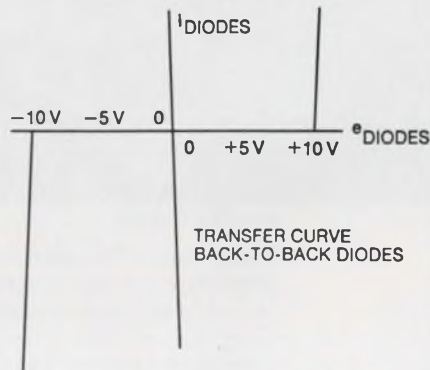 iDIODES
−10 V −5 V 0
eDIODES
0 +5 V +10 V
TRANSFER CURVE
BACK-TO-BACK DIODES